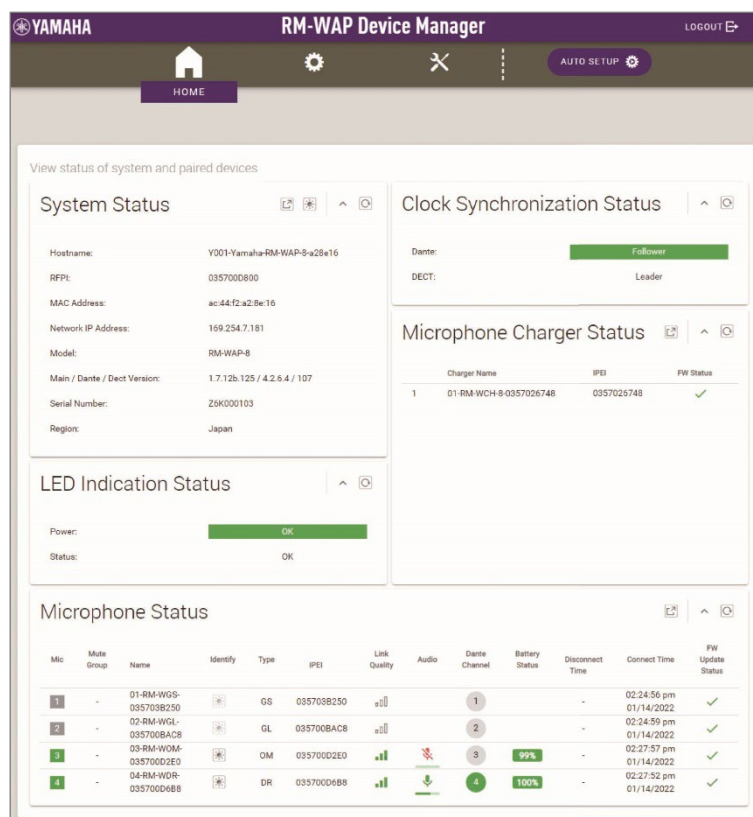 YAMAHA
RM-WAP Device Manager
LOGOUT
HOME
AUTO SETUP
View status of system and paired devices
System Status
Hostname: Y001-Yamaha-RM-WAP-8-a28e16
RFPI: 035700D800
MAC Address: ac:44:f2:a2:8e:16
Network IP Address: 169.254.7.181
Model: RM-WAP-8
Main / Dante / Dect Version: 1.7.12b.125 / 4.2.6.4 / 107
Serial Number: Z6K000103
Region: Japan
Clock Synchronization Status
Dante: Follower
DECT: Leader
Microphone Charger Status
Charger Name IPEI FW Status
1 01-RM-WCH-8-0357026748 0357026748
LED Indication Status
Power: OK
Status: OK
Microphone Status
Mic Mute Group Name Identify Type IPEI Link Quality Audio Dante Channel Battery Status Disconnect Time Connect Time FW Update Status
1 - 01-RM-WGS-035703B250 GS 035703B250 1 - 02:24:56 pm 01/14/2022
2 - 02-RM-WGL-035700BAC8 GL 035700BAC8 2 - 02:24:59 pm 01/14/2022
3 - 03-RM-WOM-035700D2E0 OM 035700D2E0 3 99% - 02:27:57 pm 01/14/2022
4 - 04-RM-WDR-035700D6B8 DR 035700D6B8 4 100% - 02:27:52 pm 01/14/2022